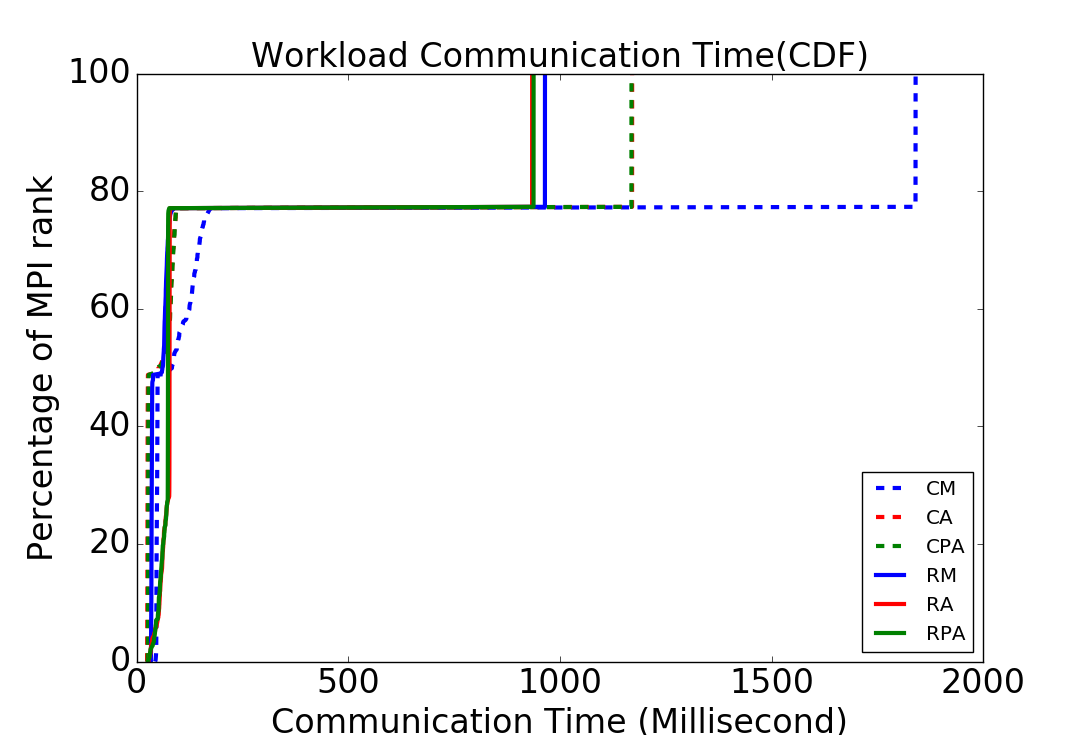 Workload Communication Time(CDF)
100
80
60
40
20
0
Percentage of MPI rank
0 500 1000 1500 2000
Communication Time (Millisecond)
CM
CA
CPA
RM
RA
RPA